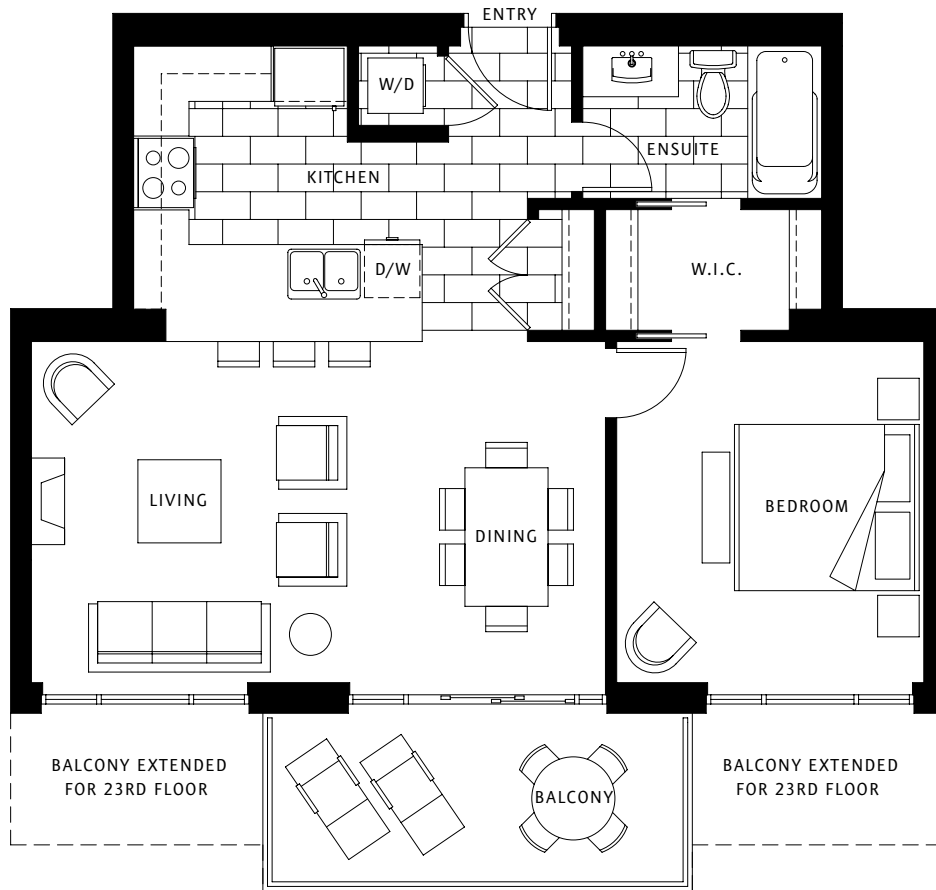 ENTRY
W/D
ENSUITE
KITCHEN
D/W
W.I.C.
LIVING
BEDROOM
DINING
BALCONY EXTENDED
FOR 23RD FLOOR
BALCONY
BALCONY EXTENDED
FOR 23RD FLOOR